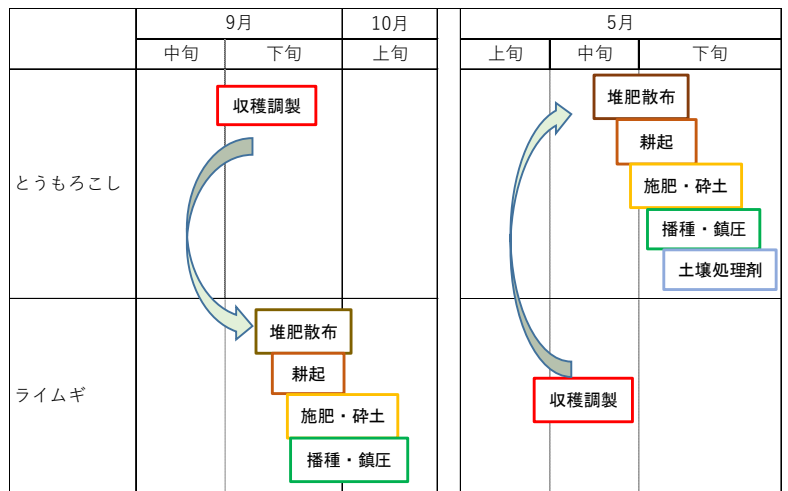 9月 10月 5月
中旬 下旬 上旬 上旬 中旬 下旬
とうもろこし
収穫調製
堆肥散布
耕起
施肥・砕土
播種・鎮圧
土壌処理剤
ライムギ
堆肥散布
耕起
施肥・砕土
播種・鎮圧
収穫調製